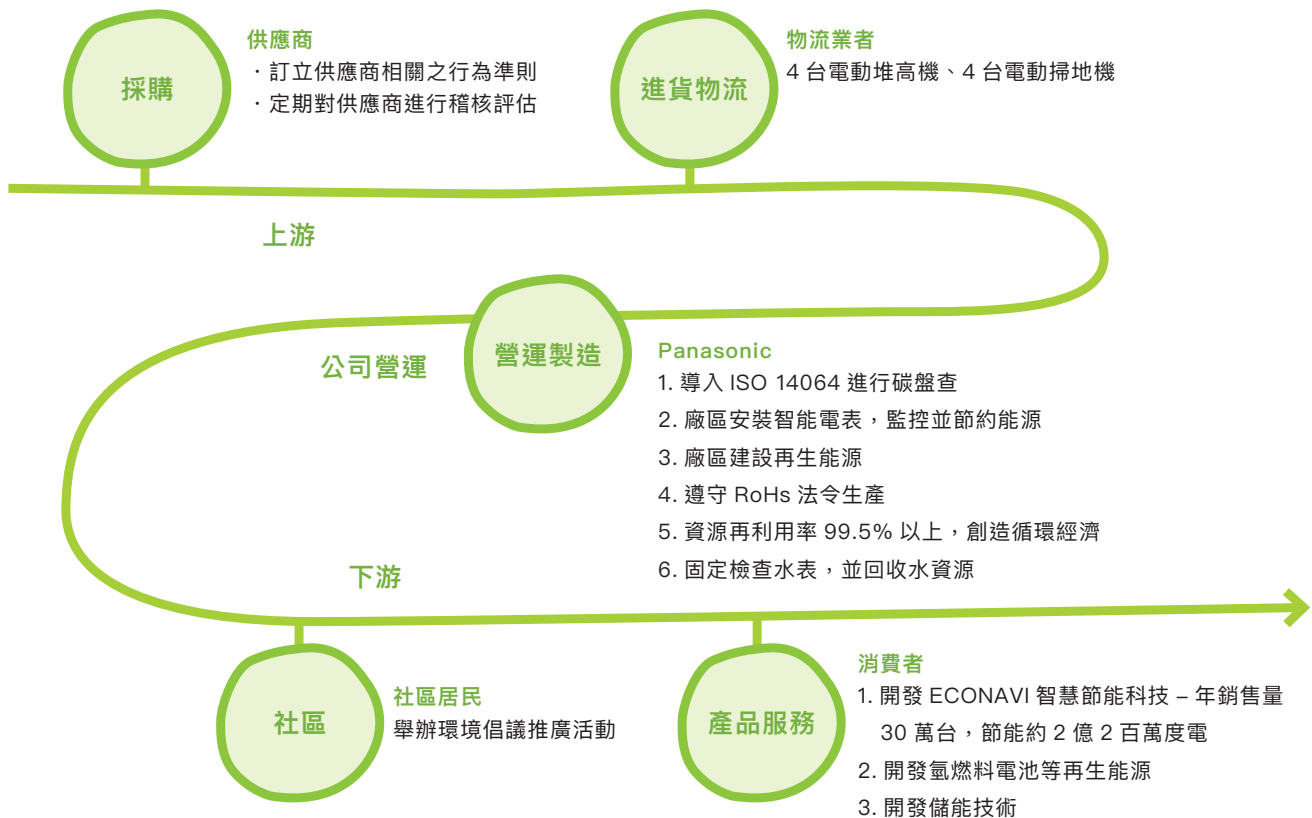 採購
供應商
・訂立供應商相關之行為準則
・定期對供應商進行稽核評估
進貨物流
物流業者
4 台電動堆高機、4 台電動掃地機
上游
公司營運
營運製造
Panasonic
1. 導入 ISO 14064 進行碳盤查
2. 廠區安裝智能電表，監控並節約能源
3. 廠區建設再生能源
4. 遵守 RoHs 法令生產
5. 資源再利用率 99.5% 以上，創造循環經濟
6. 固定檢查水表，並回收水資源
下游
社區
社區居民
舉辦環境倡議推廣活動
產品服務
消費者
1. 開發 ECONAVI 智慧節能科技 – 年銷售量
30 萬台，節能約 2 億 2 百萬度電
2. 開發氫燃料電池等再生能源
3. 開發儲能技術